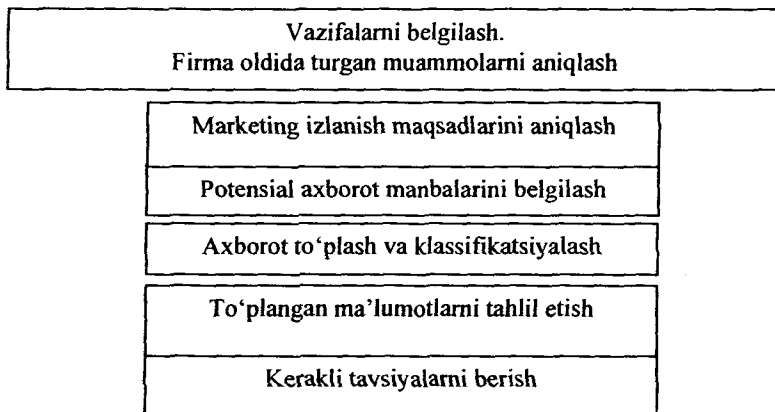 Vazifalarni belgilash.
Firma oldida turgan muammolarni aniqlash
Marketing izlanish maqsadlarini aniqlash
Potensial axborot manbalarini belgilash
Axborot to‘plash va klassifikatsiyalash
To‘plangan ma’lumotlarni tahlil etish
Kerakli tavsiyalarni berish